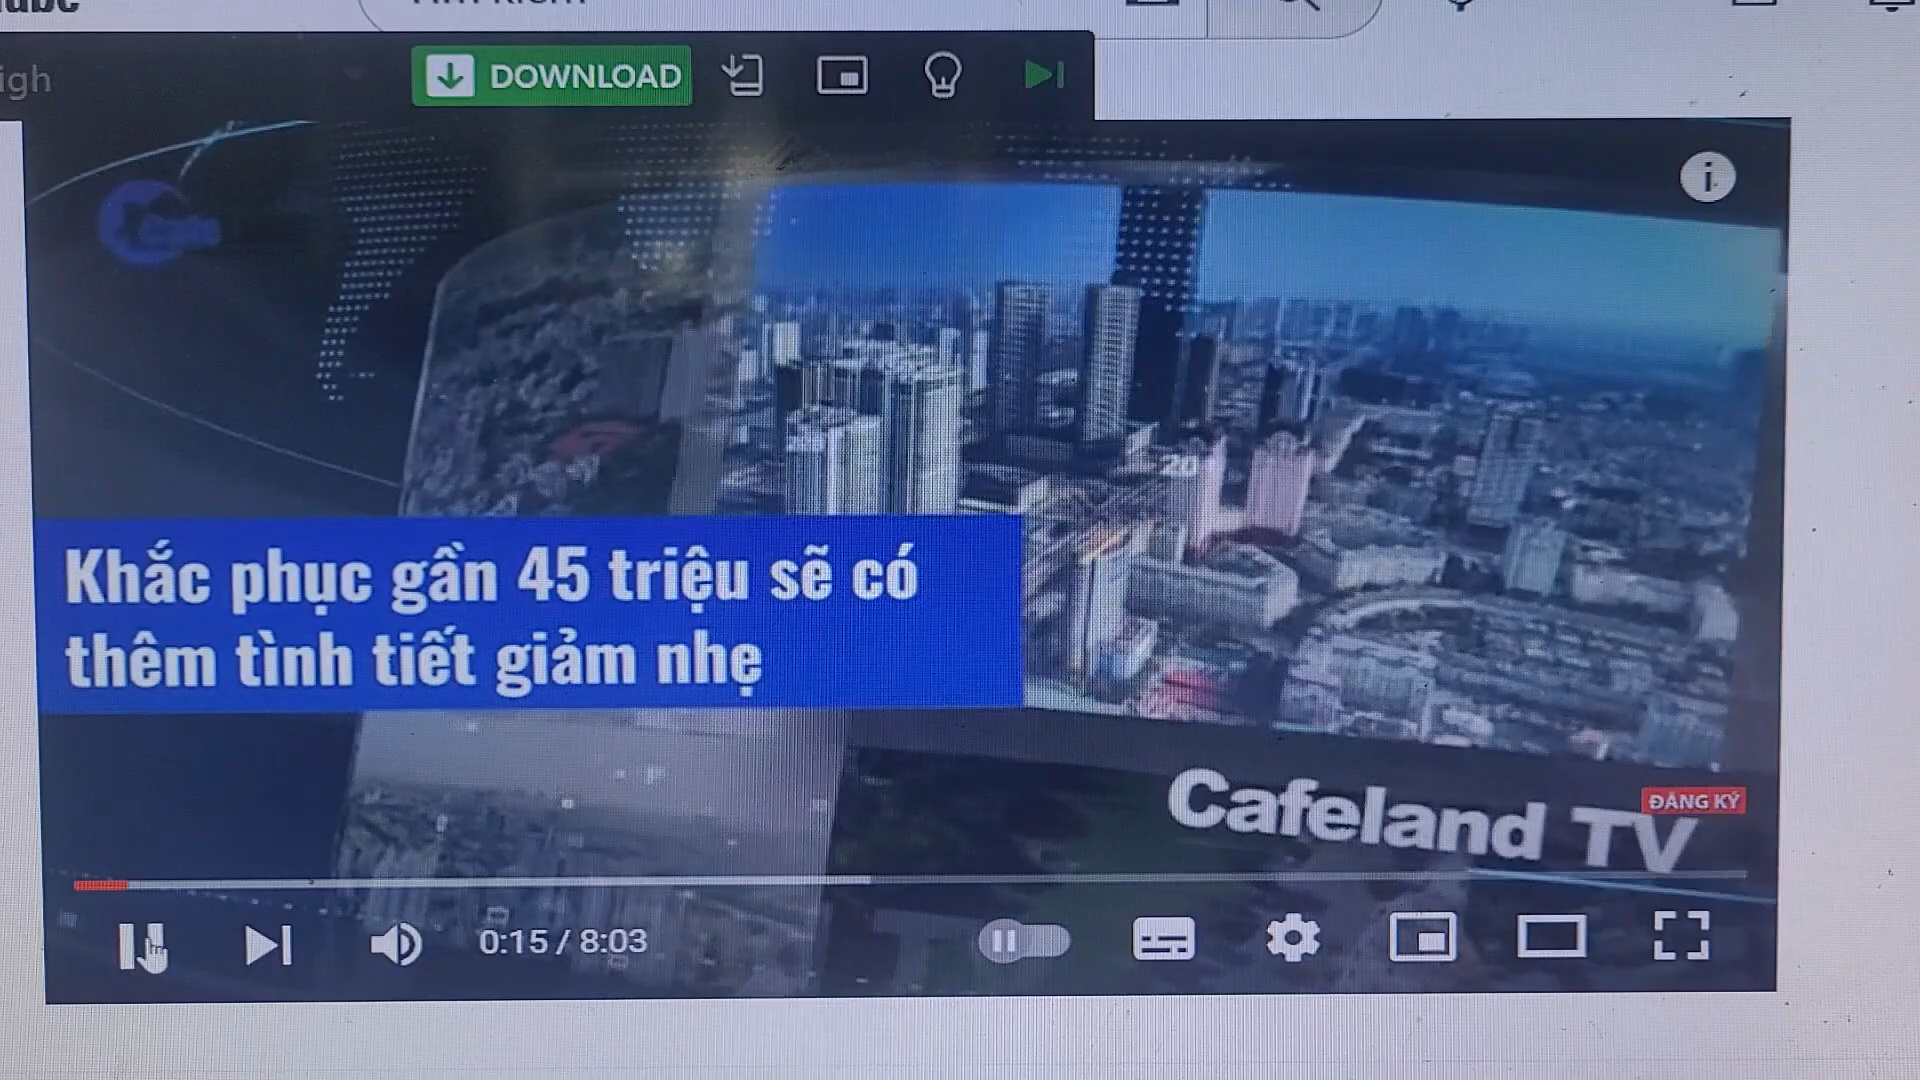 DOWNLOAD
20
Khắc phục gần 45 triệu sẽ có
thêm tình tiết giảm nhẹ
Cafeland TV
ĐĂNG KÝ
0:15 / 8:03